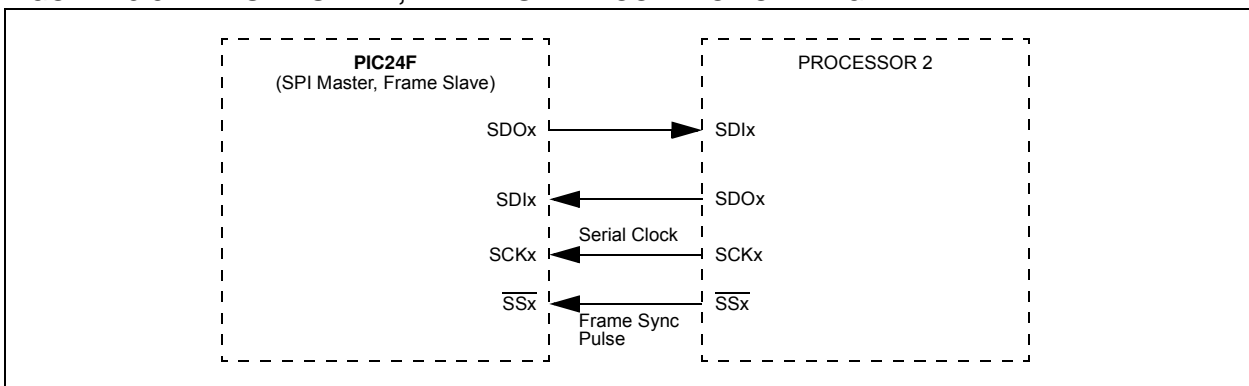 PIC24F
(SPI Master, Frame Slave)
PROCESSOR 2
SDOx
SDIx
SDIx
SDOx
Serial Clock
SCKx
SCKx
SSx
SSx
Frame Sync
Pulse